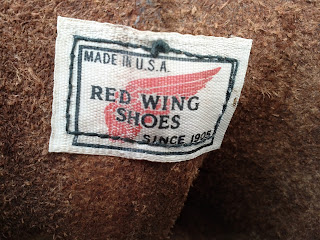 MADE IN U.S.A.
RED WING
SHOES
SINCE 1905